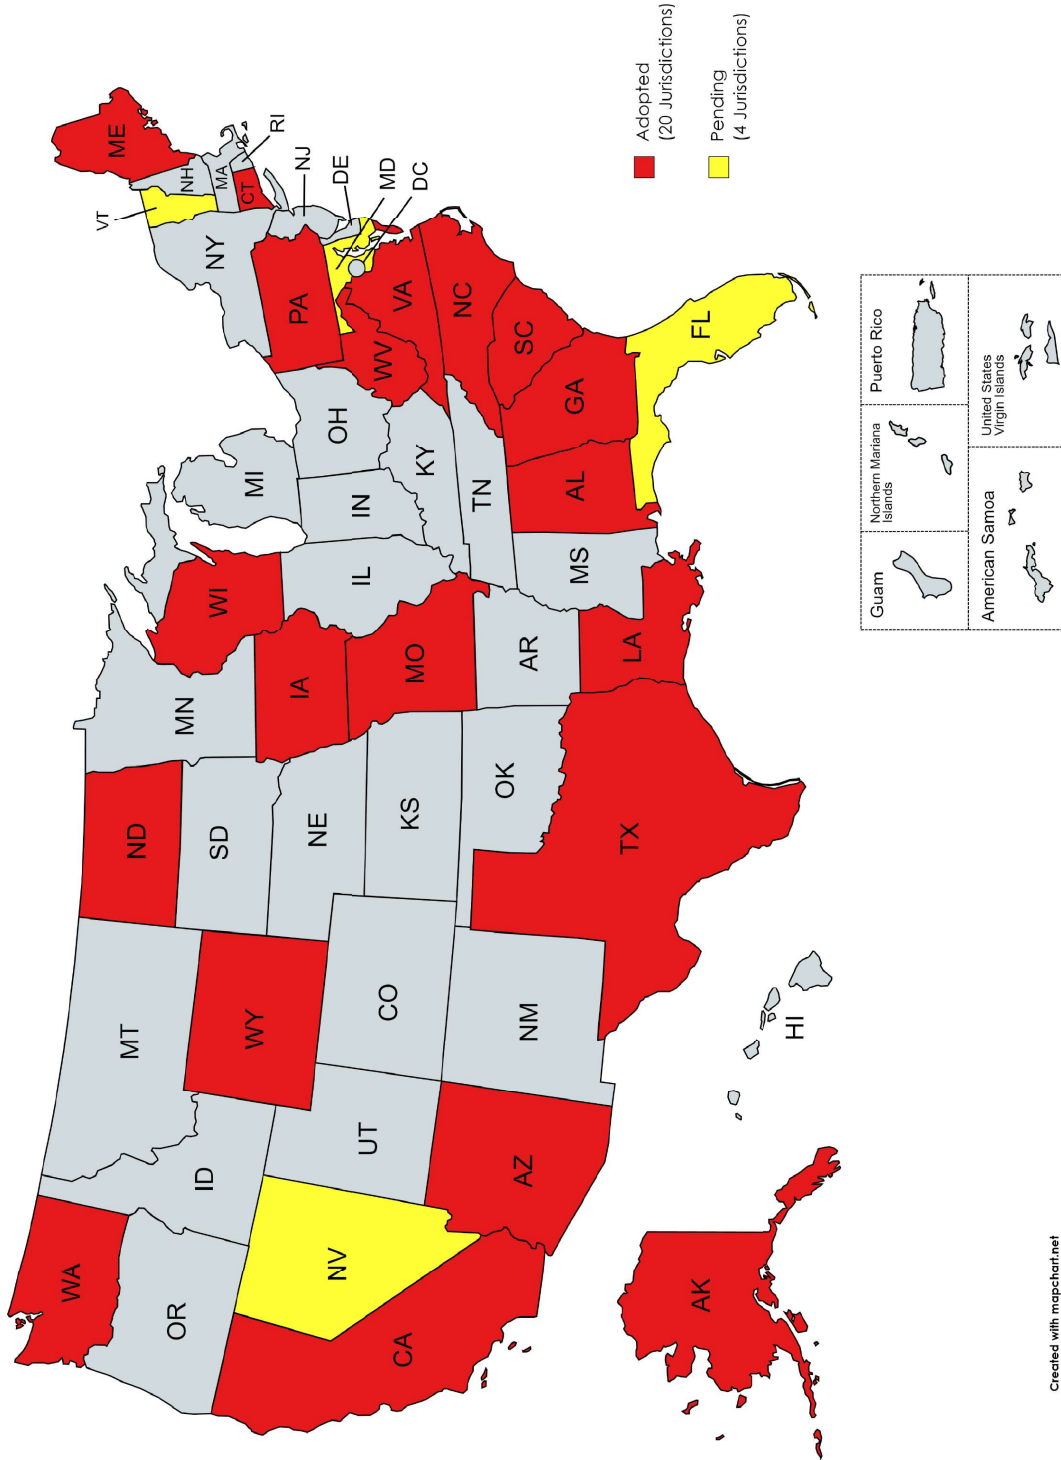 WA
OR
CA
NV
ID
MT
WY
UT
AZ
CO
NM
ND
SD
NE
KS
OK
TX
MN
IA
MO
AR
LA
WI
IL
MS
MI
IN
KY
TN
AL
OH
WV
GA
FL
SC
NC
VA
PA
NY
VT
NH
ME
MA
CT
RI
NJ
DE
MD
DC
AK
HI
Adopted
(20 Jurisdictions)
Pending
(4 Jurisdictions)
Guam
Northern Mariana
Islands
Puerto Rico
American Samoa
United States
Virgin Islands
Created with mapchart.net